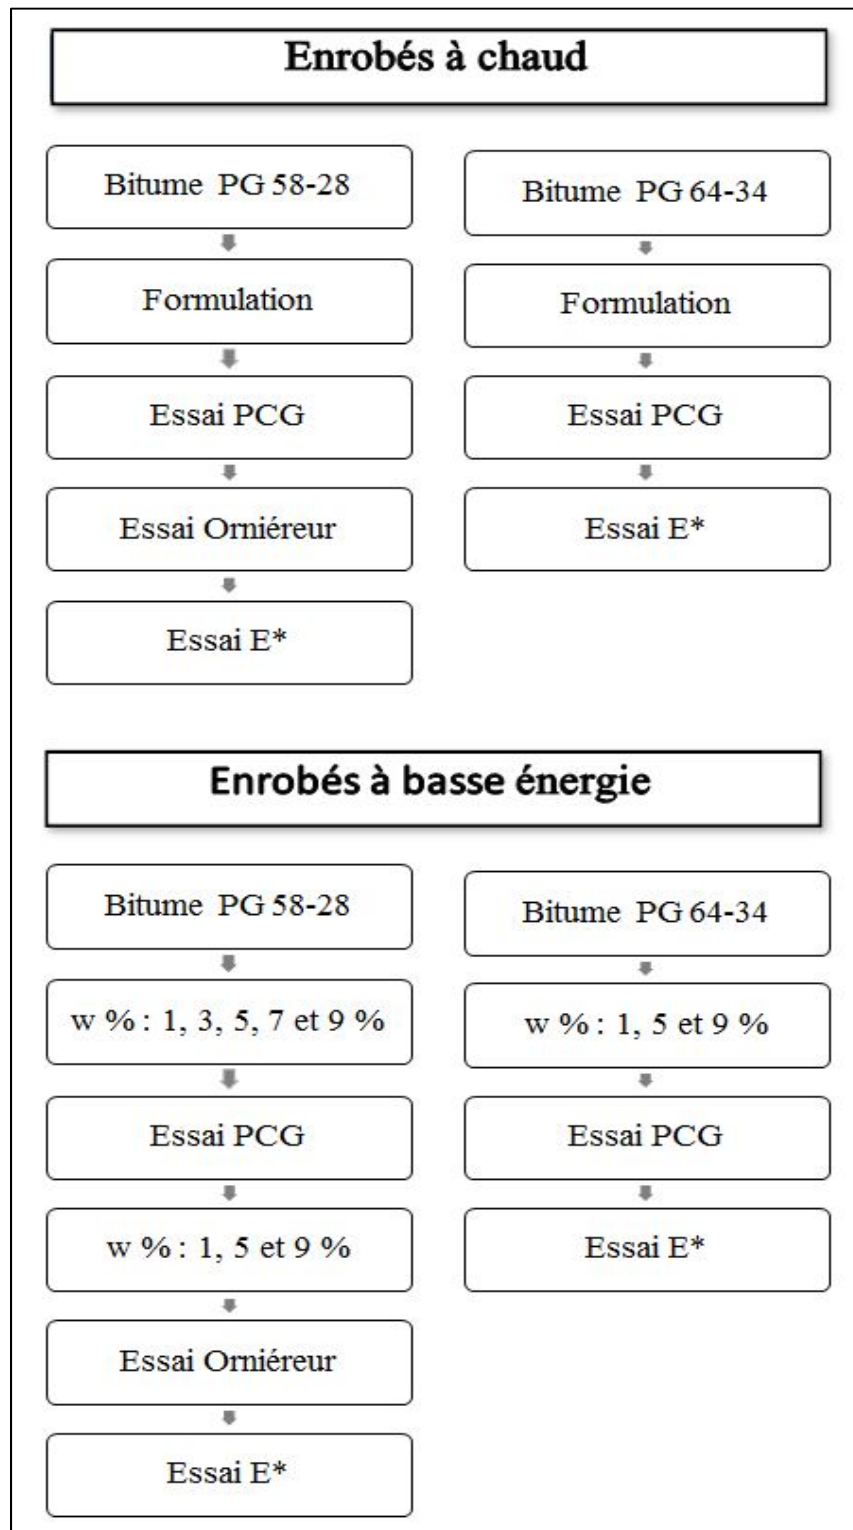 Enrobés à chaud
Bitume PG 58-28
Formulation
Essai PCG
Essai Orniéreur
Essai E*
Bitume PG 64-34
Formulation
Essai PCG
Essai E*
Enrobés à basse énergie
Bitume PG 58-28
w % : 1, 3, 5, 7 et 9 %
Essai PCG
w % : 1, 5 et 9 %
Essai Orniéreur
Essai E*
Bitume PG 64-34
w % : 1, 5 et 9 %
Essai PCG
Essai E*